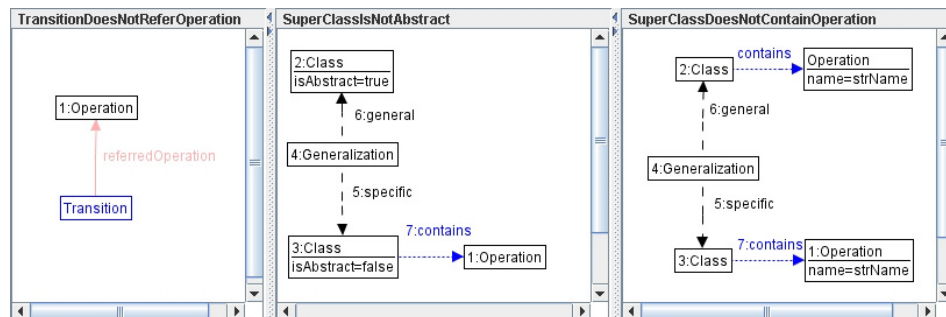 TransitionDoesNotReferOperation
1:Operation
referredOperation
Transition
SuperClassIsNotAbstract
2:Class
isAbstract=true
6:general
4:Generalization
5:specific
3:Class
isAbstract=false
7:contains
1:Operation
SuperClassDoesNotContainOperation
2:Class
contains
Operation
name=strName
6:general
4:Generalization
5:specific
3:Class
7:contains
1:Operation
name=strName